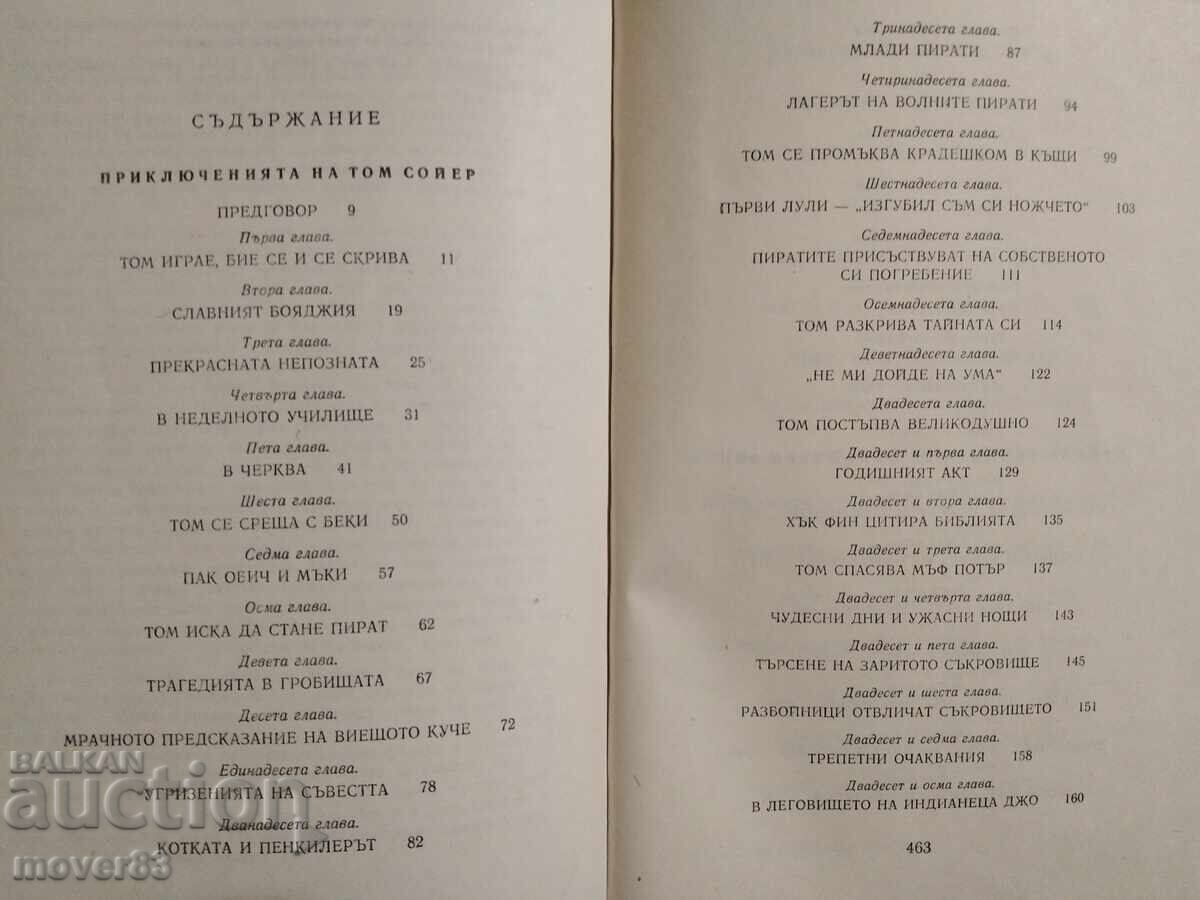 СЪДЪРЖАНИЕ
ПРИКЛЮЧЕНИЯТА НА ТОМ СОЙЕР
ПРЕДГОВОР 9
Първа глава.
ТОМ ИГРАЕ, БИЕ СЕ И СЕ СКРИВА 11
Втора глава.
СЛАВНИЯТ БОЯДЖИЯ 19
Трета глава.
ПРЕКРАСНАТА НЕПОЗНАТА 25
Четвърта глава.
В НЕДЕЛНОТО УЧИЛИЩЕ 31
Пета глава.
В ЧЕРКВА 41
Шеста глава.
ТОМ СЕ СРЕЩА С БЕКИ 50
Седма глава.
ПАК ОБИЧ И МЪКИ 57
Осма глава.
ТОМ ИСКА ДА СТАНЕ ПИРАТ 62
Девета глава.
ТРАГЕДИЯТА В ГРОБИЩАТА 67
Десета глава.
МРАЧНОТО ПРЕДСКАЗАНИЕ НА ВИЕЩОТО КУЧЕ 72
Единадесета глава.
УГРИЗЕНИЯТА НА СЪВЕСТТА 78
Дванадесета глава.
КОТКАТА И ПЕНКИЛЕРЪТ 82
Тринадесета глава.
МЛАДИ ПИРАТИ 87
Четиринадесета глава.
ЛАГЕРЪТ НА ВОЛНИТЕ ПИРАТИ 94
Петнадесета глава.
ТОМ СЕ ПРОМЪКВА КРАДЕШКОМ В КЪЩИ 99
Шестнадесета глава.
ПЪРВИ ЛУЛИ — „ИЗГУБИЛ СЪМ СИ НОЖЧЕТО“ 103
Седемнадесета глава.
ПИРАТИТЕ ПРИСЪСТВУВАТ НА СОБСТВЕНОТО
СИ ПОГРЕБЕНИЕ 111
Осемнадесета глава.
ТОМ РАЗКРИВА ТАЙНАТА СИ 114
Деветнадесета глава.
„НЕ МИ ДОЙДЕ НА УМА“ 122
Двадесета глава.
ТОМ ПОСТЪПВА ВЕЛИКОДУШНО 124
Двадесет и първа глава.
ГОДИШНИЯТ АКТ 129
Двадесет и втора глава.
ХЪК ФИН ЦИТИРА БИБЛИЯТА 135
Двадесет и трета глава.
ТОМ СПАСЯВА МЪФ ПОТЪР 137
Двадесет и четвърта глава.
ЧУДЕСНИ ДНИ И УЖАСНИ НОЩИ 143
Двадесет и пета глава.
ТЪРСЕНЕ НА ЗАРИТОТО СЪКРОВИЩЕ 145
Двадесет и шеста глава.
РАЗБОЙНИЦИ ОТВЛИЧАТ СЪКРОВИЩЕТО 151
Двадесет и седма глава.
ТРЕПЕТНИ ОЧАКВАНИЯ 158
Двадесет и осма глава.
В ЛЕГОВИЩЕТО НА ИНДИАНЕЦА ДЖО 160
463
BALKAN
auction
mover83